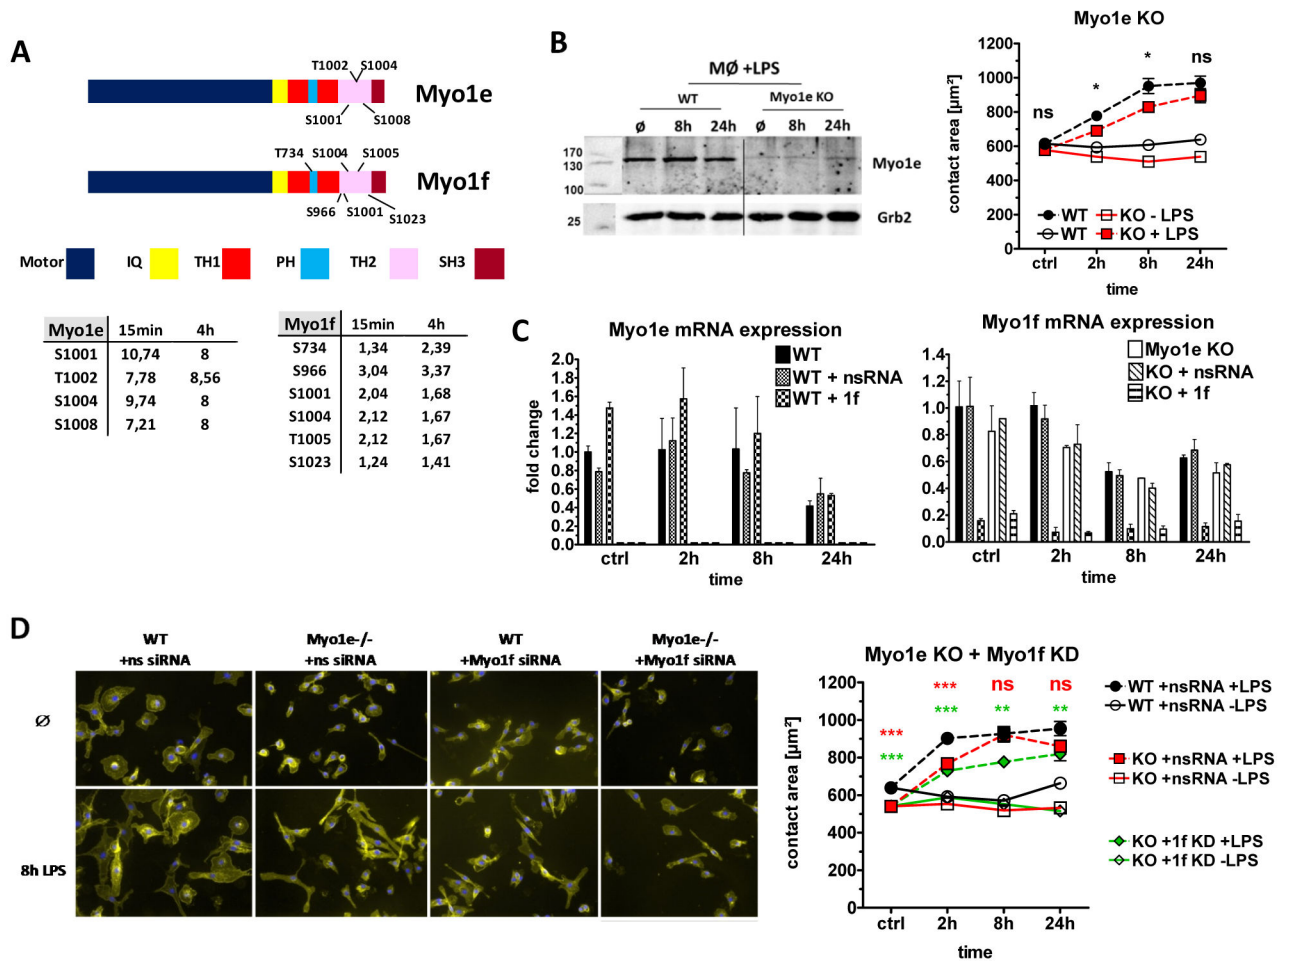 A
T1002 S1004
Myo1e
S1001 S1008
T734 S1004 S1005
Myo1f
S966 S1001 S1023
Motor IQ TH1 PH TH2 SH3
Myo1e 15min 4h
S1001 10,74 8
T1002 7,78 8,56
S1004 9,74 8
S1008 7,21 8
Myo1f 15min 4h
S734 1,34 2,39
S966 3,04 3,37
S1001 2,04 1,68
S1004 2,12 1,67
T1005 2,12 1,67
S1023 1,24 1,41
B
MØ +LPS
WT Myo1e KO
Ø 8h 24h Ø 8h 24h
170
130
100
Myo1e
25
Grb2
Myo1e KO
contact area [µm²]
1200
1000
800
600
400
200
0
ns * * ns
WT KO - LPS
WT KO + LPS
ctrl 2h 8h 24h
time
C
Myo1e mRNA expression
fold change
2.0
1.8
1.6
1.4
1.2
1.0
0.8
0.6
0.4
0.2
0.0
WT
WT + nsRNA
WT + 1f
ctrl 2h 8h 24h
time
Myo1f mRNA expression
1.4
1.2
1.0
0.8
0.6
0.4
0.2
0.0
Myo1e KO
KO + nsRNA
KO + 1f
ctrl 2h 8h 24h
time
D
WT
+ns siRNA
Myo1e-/-
+ns siRNA
WT
+Myo1f siRNA
Myo1e-/-
+Myo1f siRNA
Ø
8h LPS
Myo1e KO + Myo1f KD
contact area [µm²]
1200
1000
800
600
400
200
0
*** *** ns ns
*** *** ** **
ctrl 2h 8h 24h
time
WT +nsRNA +LPS
WT +nsRNA -LPS
KO +nsRNA +LPS
KO +nsRNA -LPS
KO +1f KD +LPS
KO +1f KD -LPS